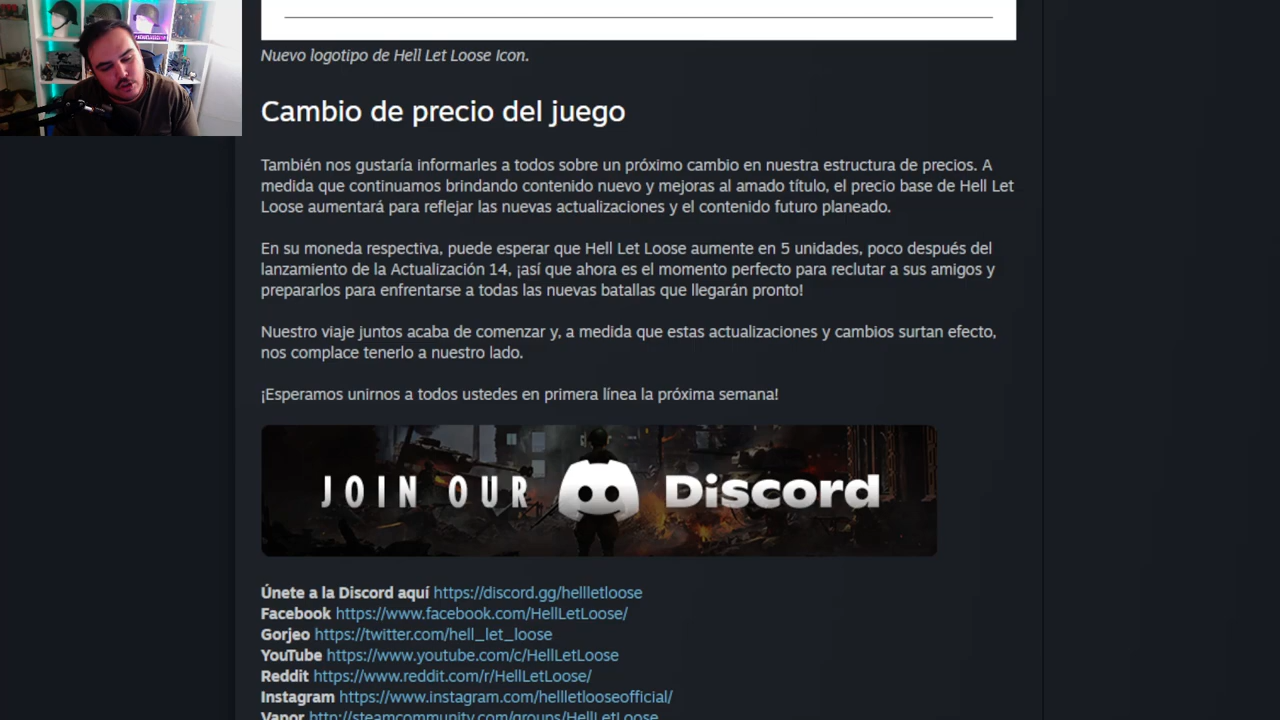 Nuevo logotipo de Hell Let Loose Icon.
Cambio de precio del juego
También nos gustaría informarles a todos sobre un próximo cambio en nuestra estructura de precios. A
medida que continuamos brindando contenido nuevo y mejoras al amado título, el precio base de Hell Let
Loose aumentará para reflejar las nuevas actualizaciones y el contenido futuro planeado.
En su moneda respectiva, puede esperar que Hell Let Loose aumente en 5 unidades, poco después del
lanzamiento de la Actualización 14, ¡así que ahora es el momento perfecto para reclutar a sus amigos y
prepararlos para enfrentarse a todas las nuevas batallas que llegarán pronto!
Nuestro viaje juntos acaba de comenzar y, a medida que estas actualizaciones y cambios surtan efecto,
nos complace tenerlo a nuestro lado.
¡Esperamos unirnos a todos ustedes en primera línea la próxima semana!
JOIN OUR Discord
Únete a la Discord aquí https://discord.gg/hellletloose
Facebook https://www.facebook.com/HellLetLoose/
Gorjeo https://twitter.com/hell_let_loose
YouTube https://www.youtube.com/c/HellLetLoose
Reddit https://www.reddit.com/r/HellLetLoose/
Instagram https://www.instagram.com/hellletlooseofficial/
Vapor http://steamcommunity.com/groups/HellLetLoose